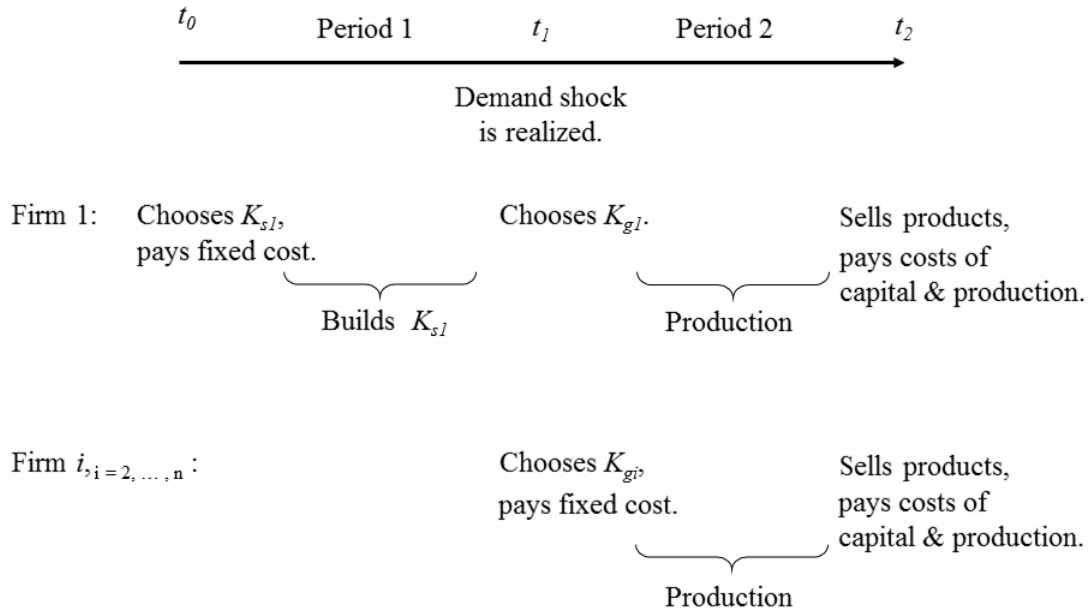 t0 Period 1 t1 Period 2 t2
Demand shock
is realized.
Firm 1: Chooses Ks1, Chooses Kg1. Sells products,
pays fixed cost. pays costs of
capital & production.
Builds Ks1 Production
Firm i, i = 2, … , n : Chooses Kgi, Sells products,
pays fixed cost. pays costs of
capital & production.
Production